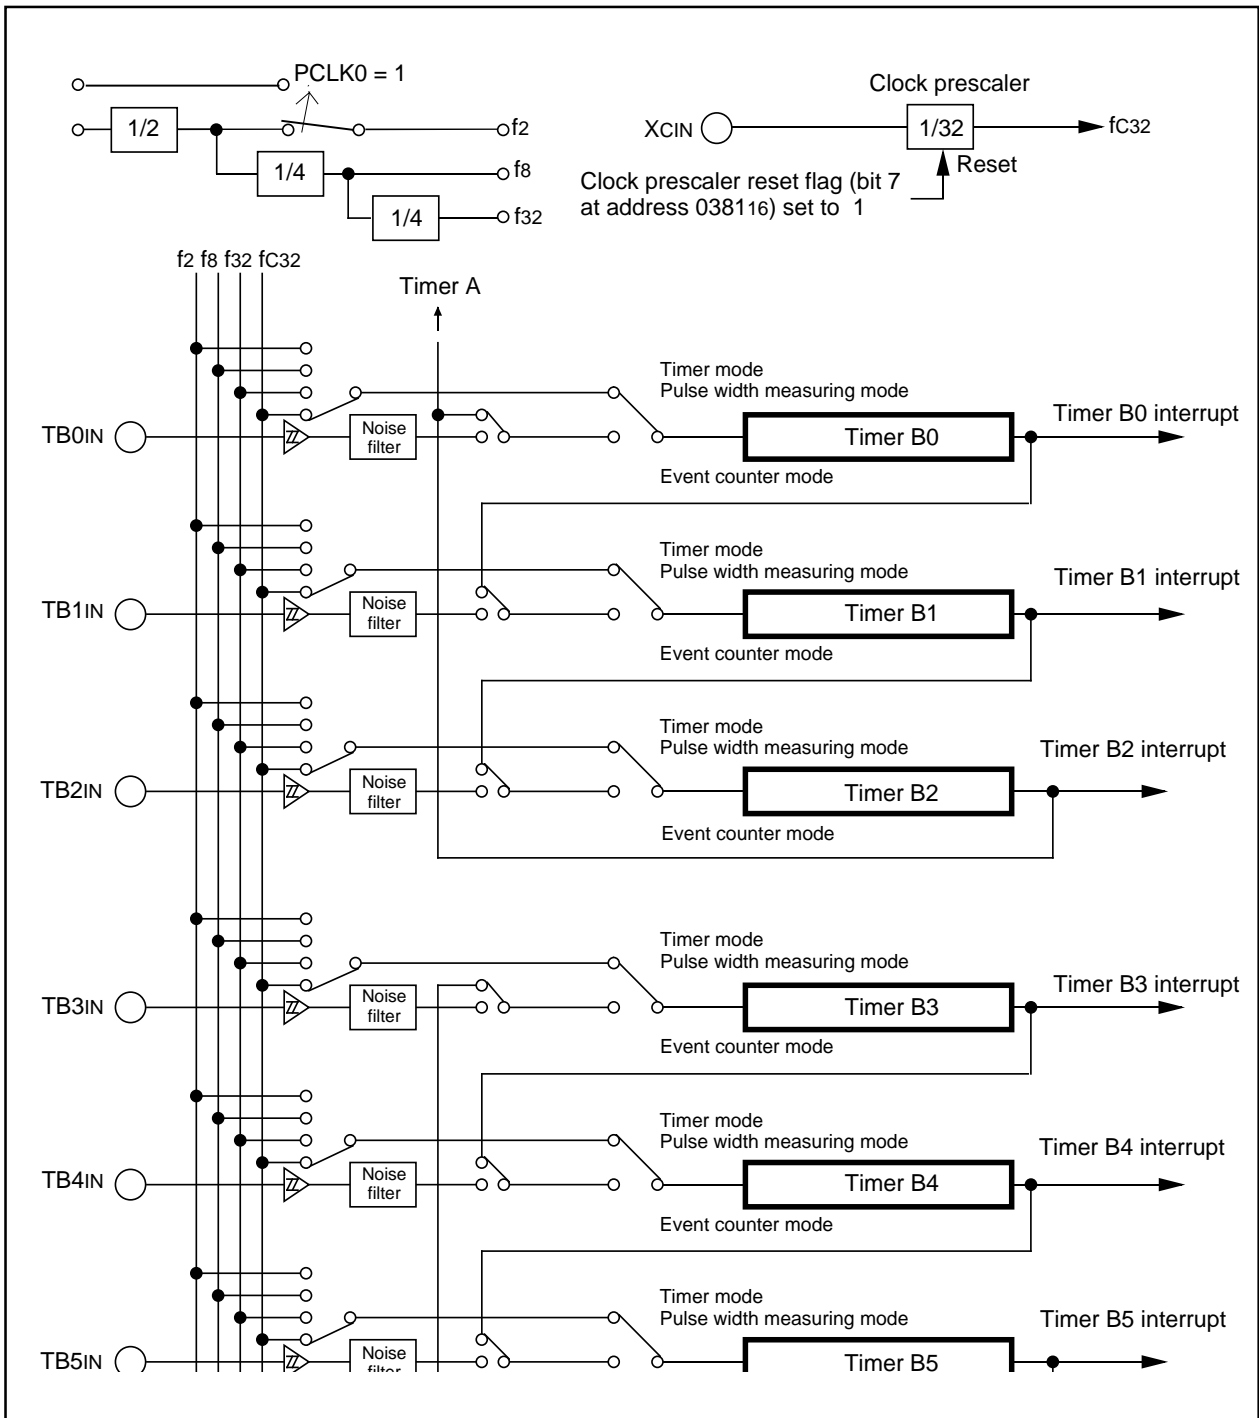 PCLK0 = 1
1/2
f2
1/4
f8
1/4
f32
Clock prescaler
XCIN
1/32
fC32
Reset
Clock prescaler reset flag (bit 7
at address 038116) set to 1
f2 f8 f32 fC32
Timer A
Timer mode
Pulse width measuring mode
TB0IN
Noise
filter
Timer B0
Timer B0 interrupt
Event counter mode
Timer mode
Pulse width measuring mode
TB1IN
Noise
filter
Timer B1
Timer B1 interrupt
Event counter mode
Timer mode
Pulse width measuring mode
TB2IN
Noise
filter
Timer B2
Timer B2 interrupt
Event counter mode
Timer mode
Pulse width measuring mode
TB3IN
Noise
filter
Timer B3
Timer B3 interrupt
Event counter mode
Timer mode
Pulse width measuring mode
TB4IN
Noise
filter
Timer B4
Timer B4 interrupt
Event counter mode
Timer mode
Pulse width measuring mode
TB5IN
Noise
filter
Timer B5
Timer B5 interrupt